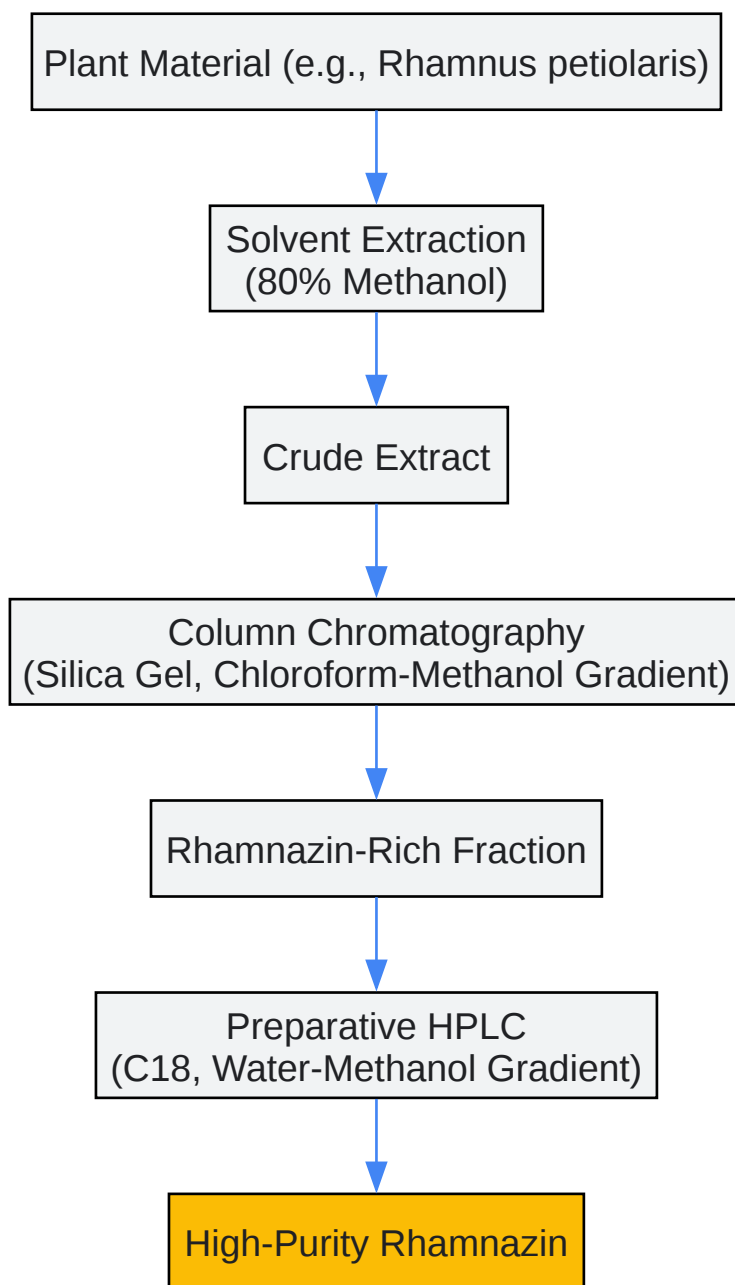 Plant Material (e.g., Rhamnus petiolaris)
Solvent Extraction
(80% Methanol)
Crude Extract
Column Chromatography
(Silica Gel, Chloroform-Methanol Gradient)
Rhamnazin-Rich Fraction
Preparative HPLC
(C18, Water-Methanol Gradient)
High-Purity Rhamnazin